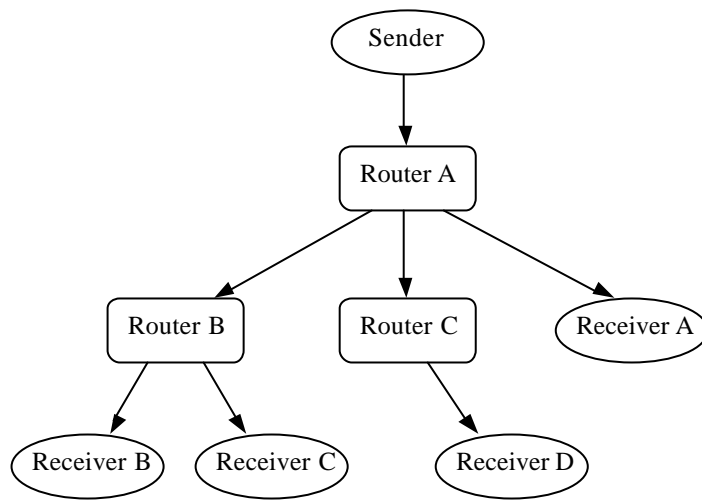 Sender
Router A
Router B
Router C
Receiver A
Receiver B
Receiver C
Receiver D